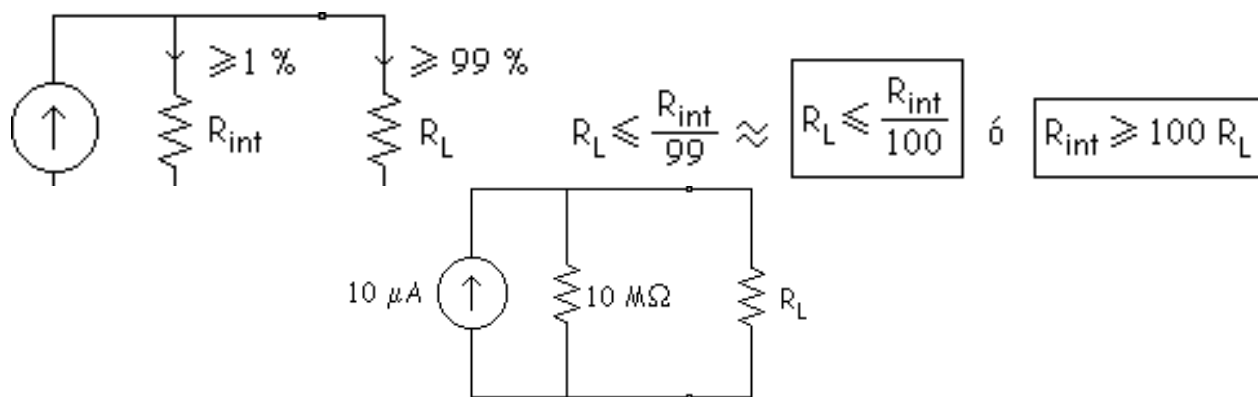 ≥1 %
≥ 99 %
R_int
R_L
R_L ≤ R_int/99 ≈ R_L ≤ R_int/100 ó R_int ≥ 100 R_L
10 μA
10 MΩ
R_L